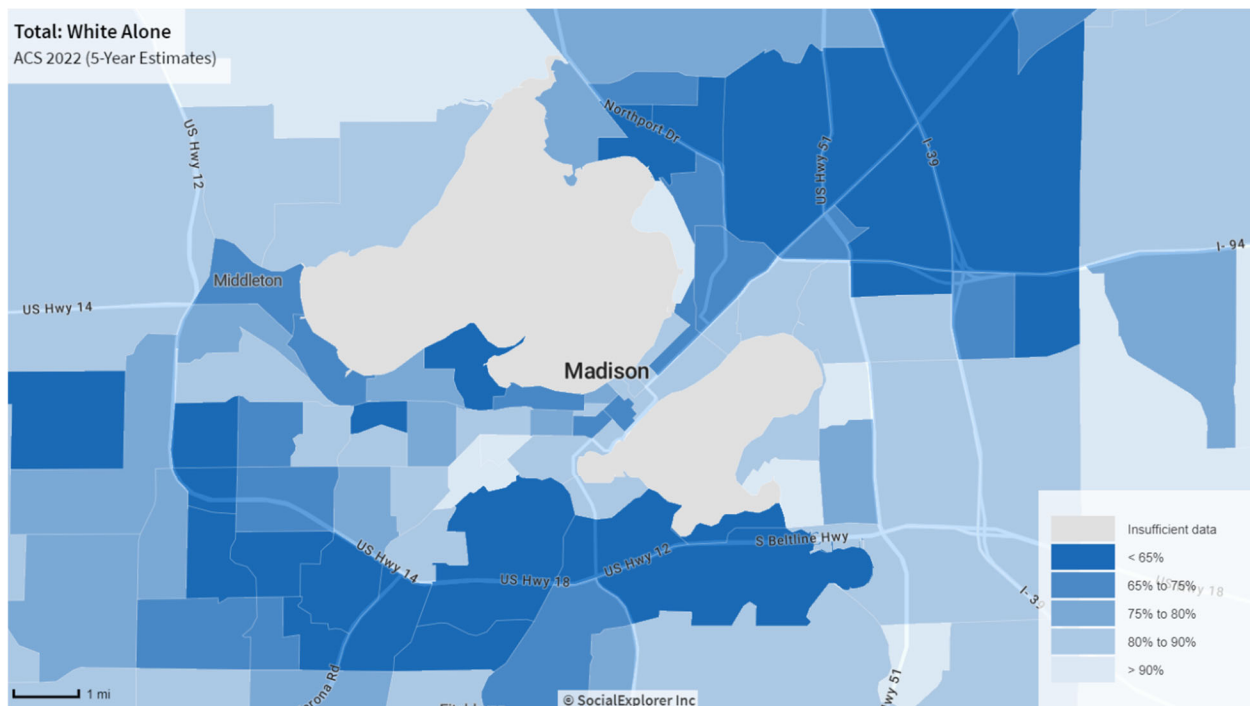 Total: White Alone
ACS 2022 (5-Year Estimates)
Northport Dr
US Hwy 12
US Hwy 51
I-39
I-94
Middleton
US Hwy 14
Madison
US Hwy 14
US Hwy 18
US Hwy 12
S Beltline Hwy
I-39
US Hwy 18
Insufficient data
< 65%
65% to 75%
75% to 80%
80% to 90%
> 90%
1 mi
© SocialExplorer Inc